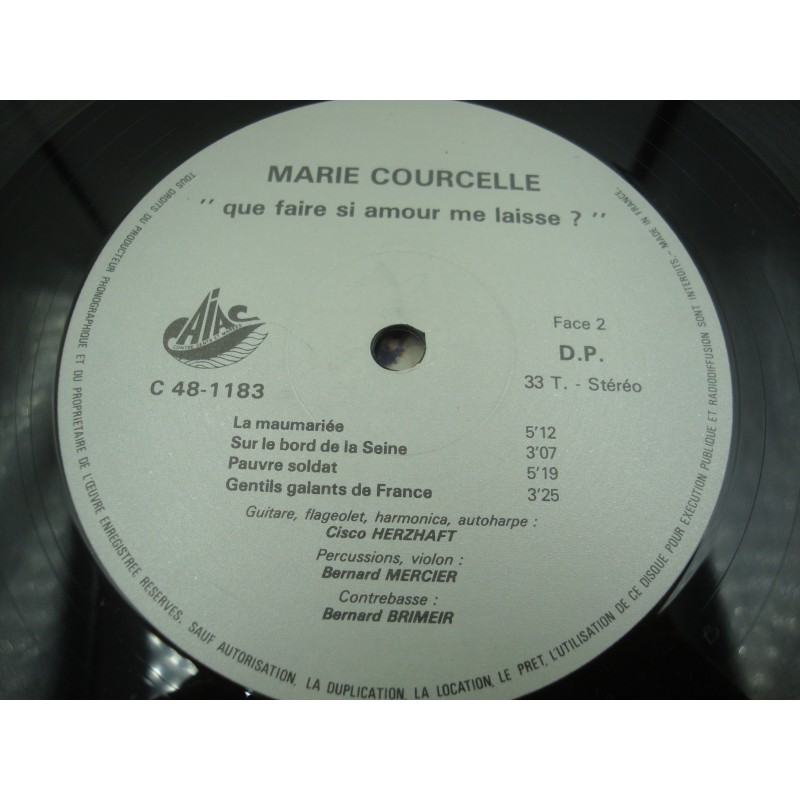 MARIE COURCELLE
" que faire si amour me laisse ? "
CAIAC
Face 2
D.P.
C 48-1183
33 T. - Stéréo
La maumariée 5'12
Sur le bord de la Seine 3'07
Pauvre soldat 5'19
Gentils galants de France 3'25
Guitare, flageolet, harmonica, autoharpe :
Cisco HERZHAFT
Percussions, violon :
Bernard MERCIER
Contrebasse :
Bernard BRIMEIR
TOUS DROITS DU PRODUCTEUR PHONOGRAPHIQUE ET DU PROPRIETAIRE DE L'ŒUVRE ENREGISTREE RESERVES. SAUF AUTORISATION, LA DUPLICATION, LA LOCATION, LE PRET, L'UTILISATION DE CE DISQUE POUR EXECUTION PUBLIQUE ET RADIODIFFUSION SONT INTERDITS. - MADE IN FRANCE.